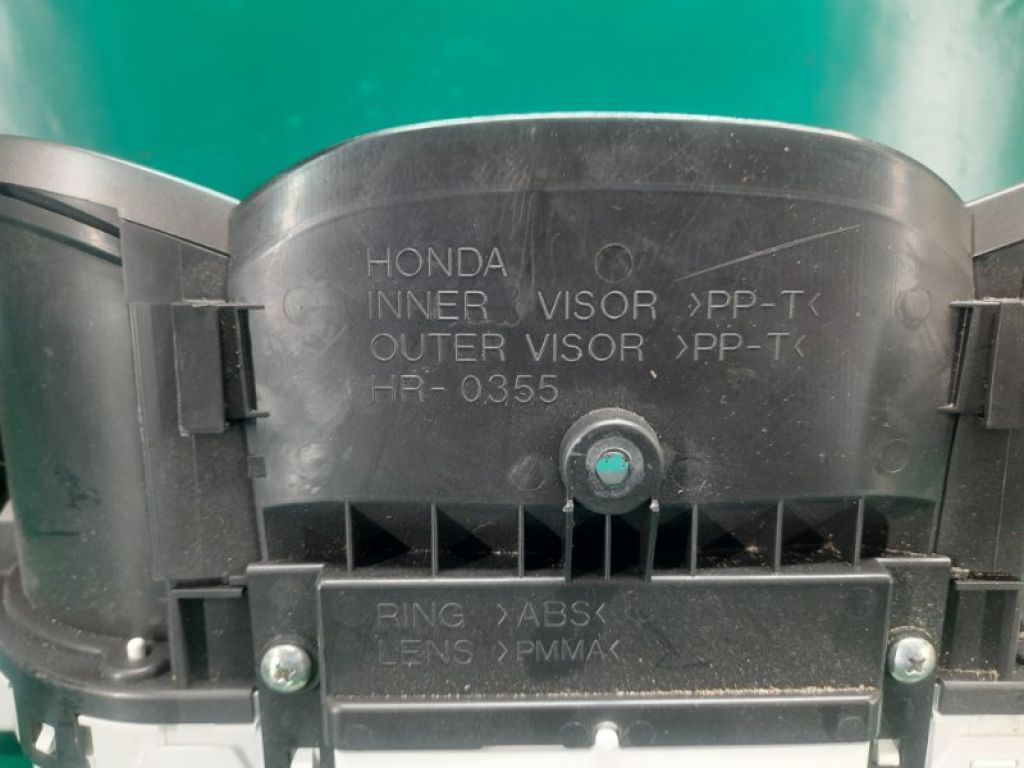 HONDA
INNER VISOR >PP-T<
OUTER VISOR >PP-T<
HR-0355
RING >ABS<
LENS >PMMA<